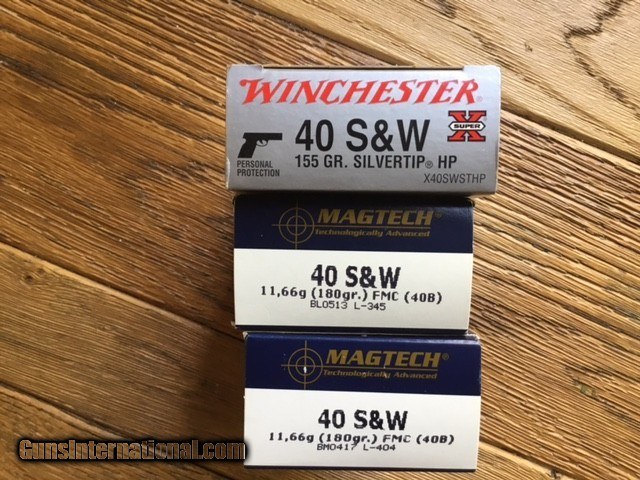 WINCHESTER®
40 S&W
SUPER X
155 GR. SILVERTIP® HP
PERSONAL
PROTECTION
X40SWSTHP
MAGTECH®
Technologically Advanced
40 S&W
11,66g (180gr.) FMC (40B)
BL0513 L-345
MAGTECH®
Technologically Advanced
40 S&W
11,66g (180gr.) FMC (40B)
BM0417 L-404
GunsInternational.com